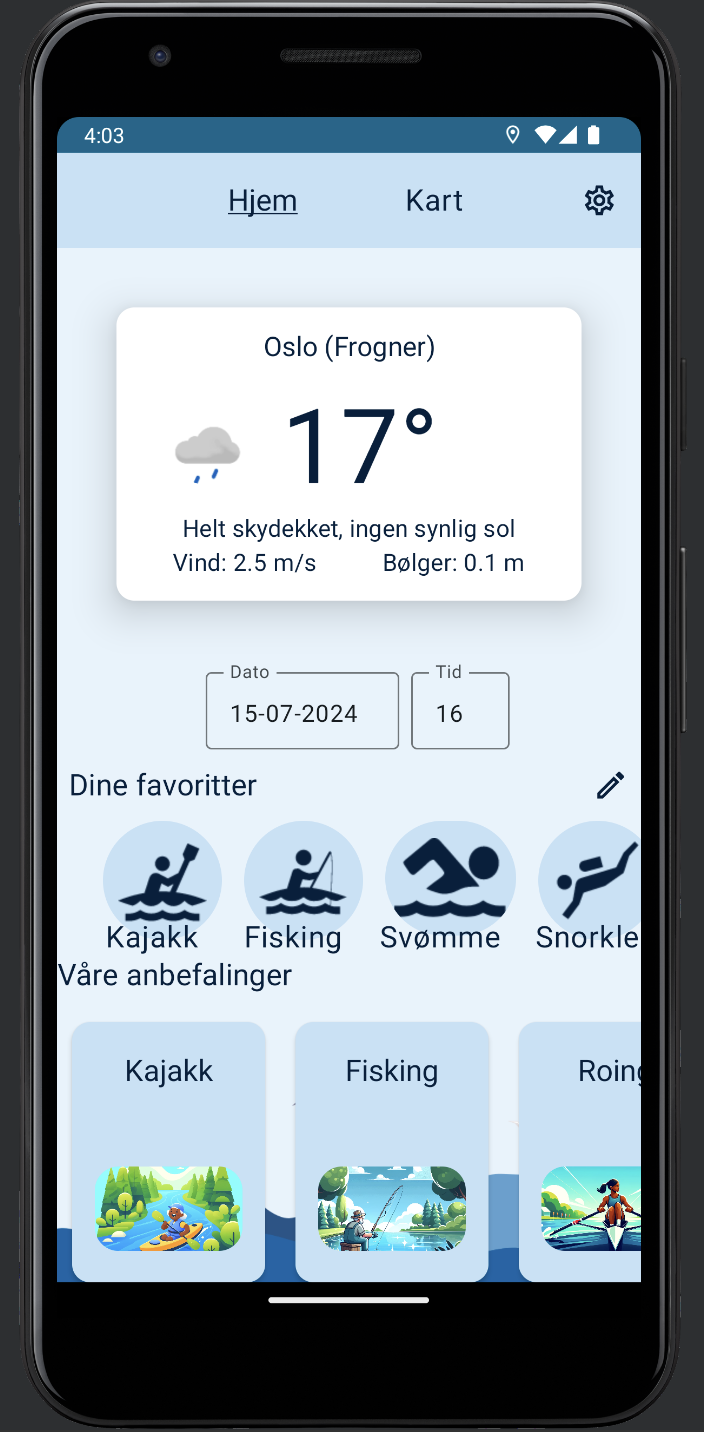 4:03
Hjem Kart
Oslo (Frogner)
17°
Helt skydekket, ingen synlig sol
Vind: 2.5 m/s Bølger: 0.1 m
Dato Tid
15-07-2024 16
Dine favoritter
Kajakk Fisking Svømme Snorkle
Våre anbefalinger
Kajakk Fisking Roing